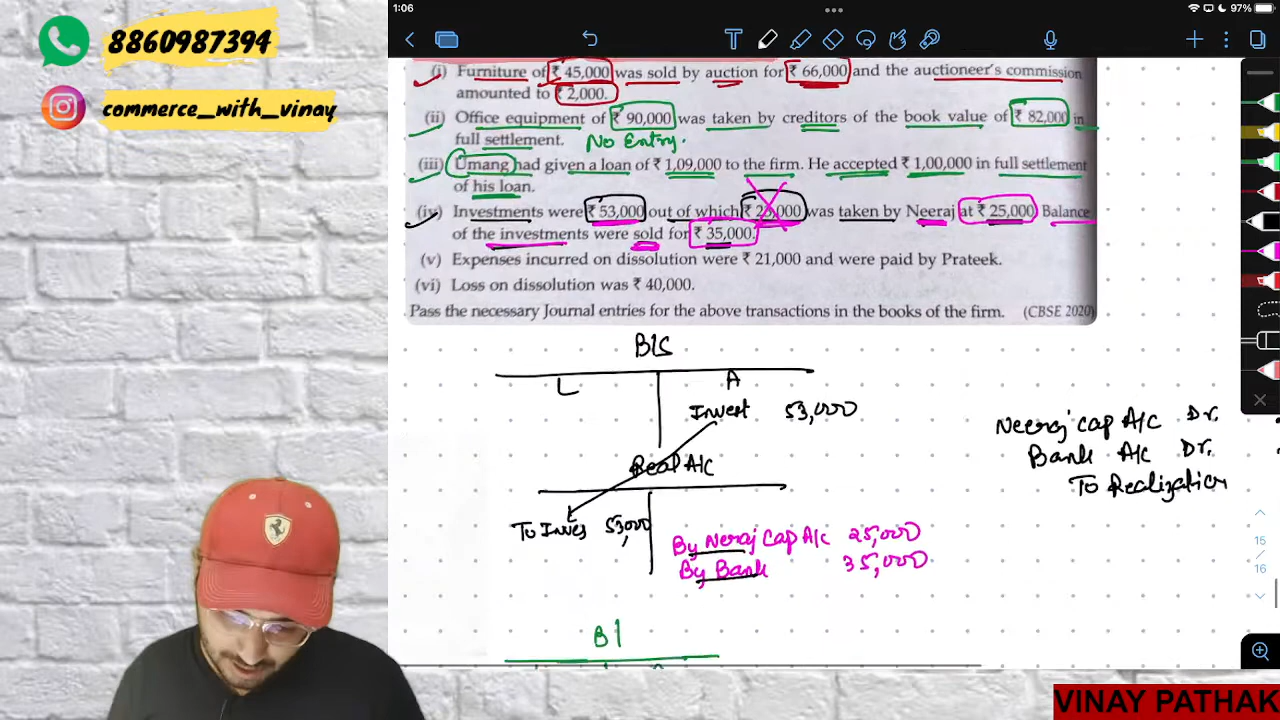 8860987394
commerce_with_vinay
1:06
97%
(i) Furniture of ₹ 45,000 was sold by auction for ₹ 66,000 and the auctioneer's commission
amounted to ₹ 2,000.
(ii) Office equipment of ₹ 90,000 was taken by creditors of the book value of ₹ 82,000 in
full settlement. No Entry.
(iii) Umang had given a loan of ₹ 1,09,000 to the firm. He accepted ₹ 1,00,000 in full settlement
of his loan.
(iv) Investments were ₹ 53,000 out of which ₹ 23,000 was taken by Neeraj at ₹ 25,000 Balance
of the investments were sold for ₹ 35,000.
(v) Expenses incurred on dissolution were ₹ 21,000 and were paid by Prateek.
(vi) Loss on dissolution was ₹ 40,000.
Pass the necessary Journal entries for the above transactions in the books of the firm. (CBSE 2020)
B/S
L A
Invest 53,000
Real A/c
To Inves 53,000
By Neraj Cap A/c 25,000
By Bank 35,000
Neeraj Cap A/c Dr.
Bank A/c Dr.
To Realization
B/
15
16
VINAY PATHAK